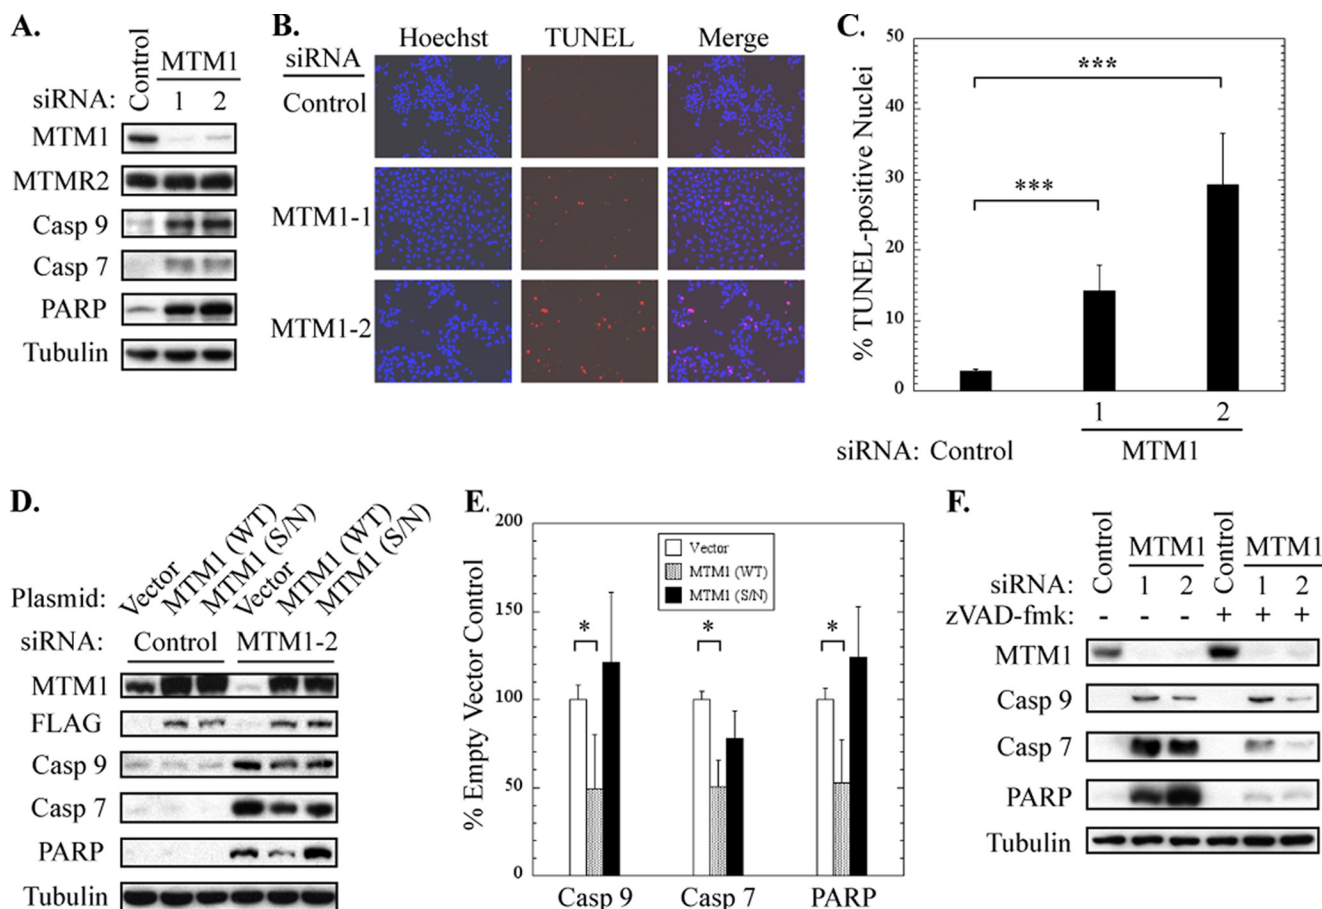 A.
Control
MTM1
siRNA: 1 2
MTM1
MTMR2
Casp 9
Casp 7
PARP
Tubulin
B.
Hoechst TUNEL Merge
siRNA
Control
MTM1-1
MTM1-2
C.
% TUNEL-positive Nuclei
50
40
30
20
10
0
***
***
1 2
siRNA: Control MTM1
D.
Plasmid: Vector MTM1 (WT) MTM1 (S/N) Vector MTM1 (WT) MTM1 (S/N)
siRNA: Control MTM1-2
MTM1
FLAG
Casp 9
Casp 7
PARP
Tubulin
E.
% Empty Vector Control
200
150
100
50
0
Vector
MTM1 (WT)
MTM1 (S/N)
* * *
Casp 9 Casp 7 PARP
F.
Control MTM1 Control MTM1
siRNA: 1 2 1 2
zVAD-fmk: - - - + + +
MTM1
Casp 9
Casp 7
PARP
Tubulin